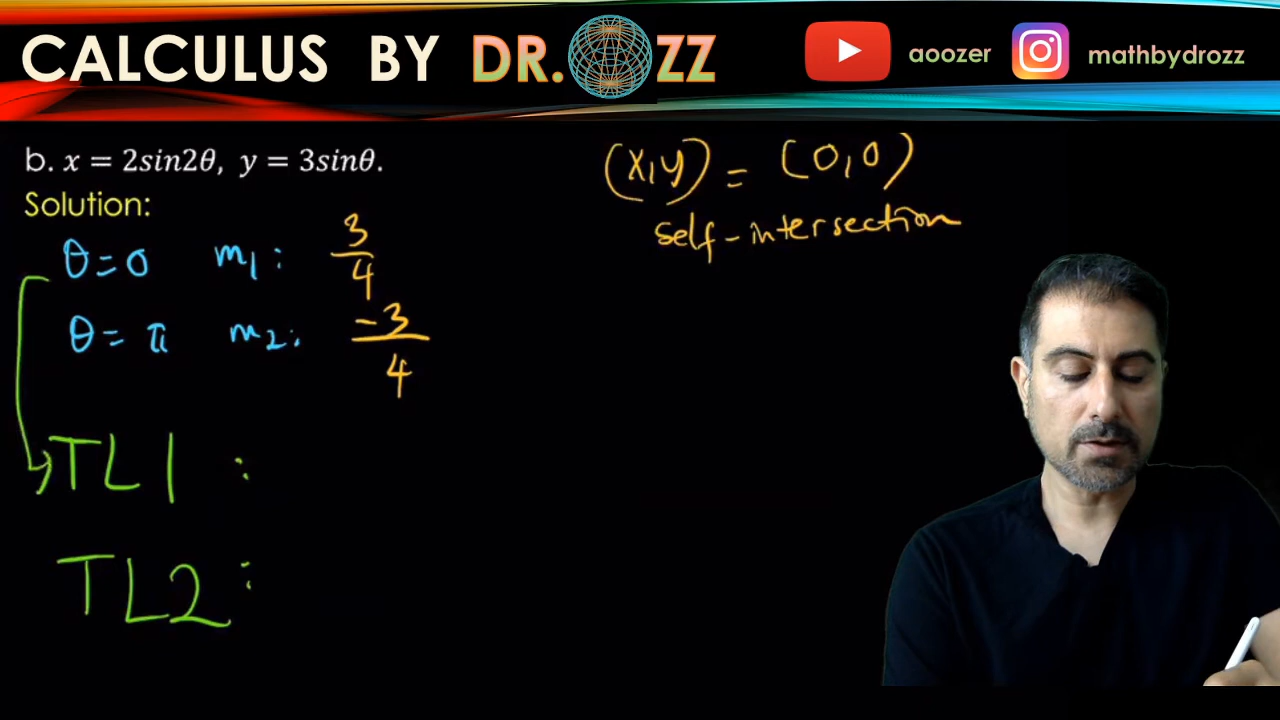 CALCULUS BY DR. OZZ
aoozer
mathbydrozz
b. x = 2sin2θ, y = 3sinθ.
Solution:
(x,y) = (0,0)
self-intersection
θ=0 m1: 3/4
θ=π m2: -3/4
TL1 :
TL2 :